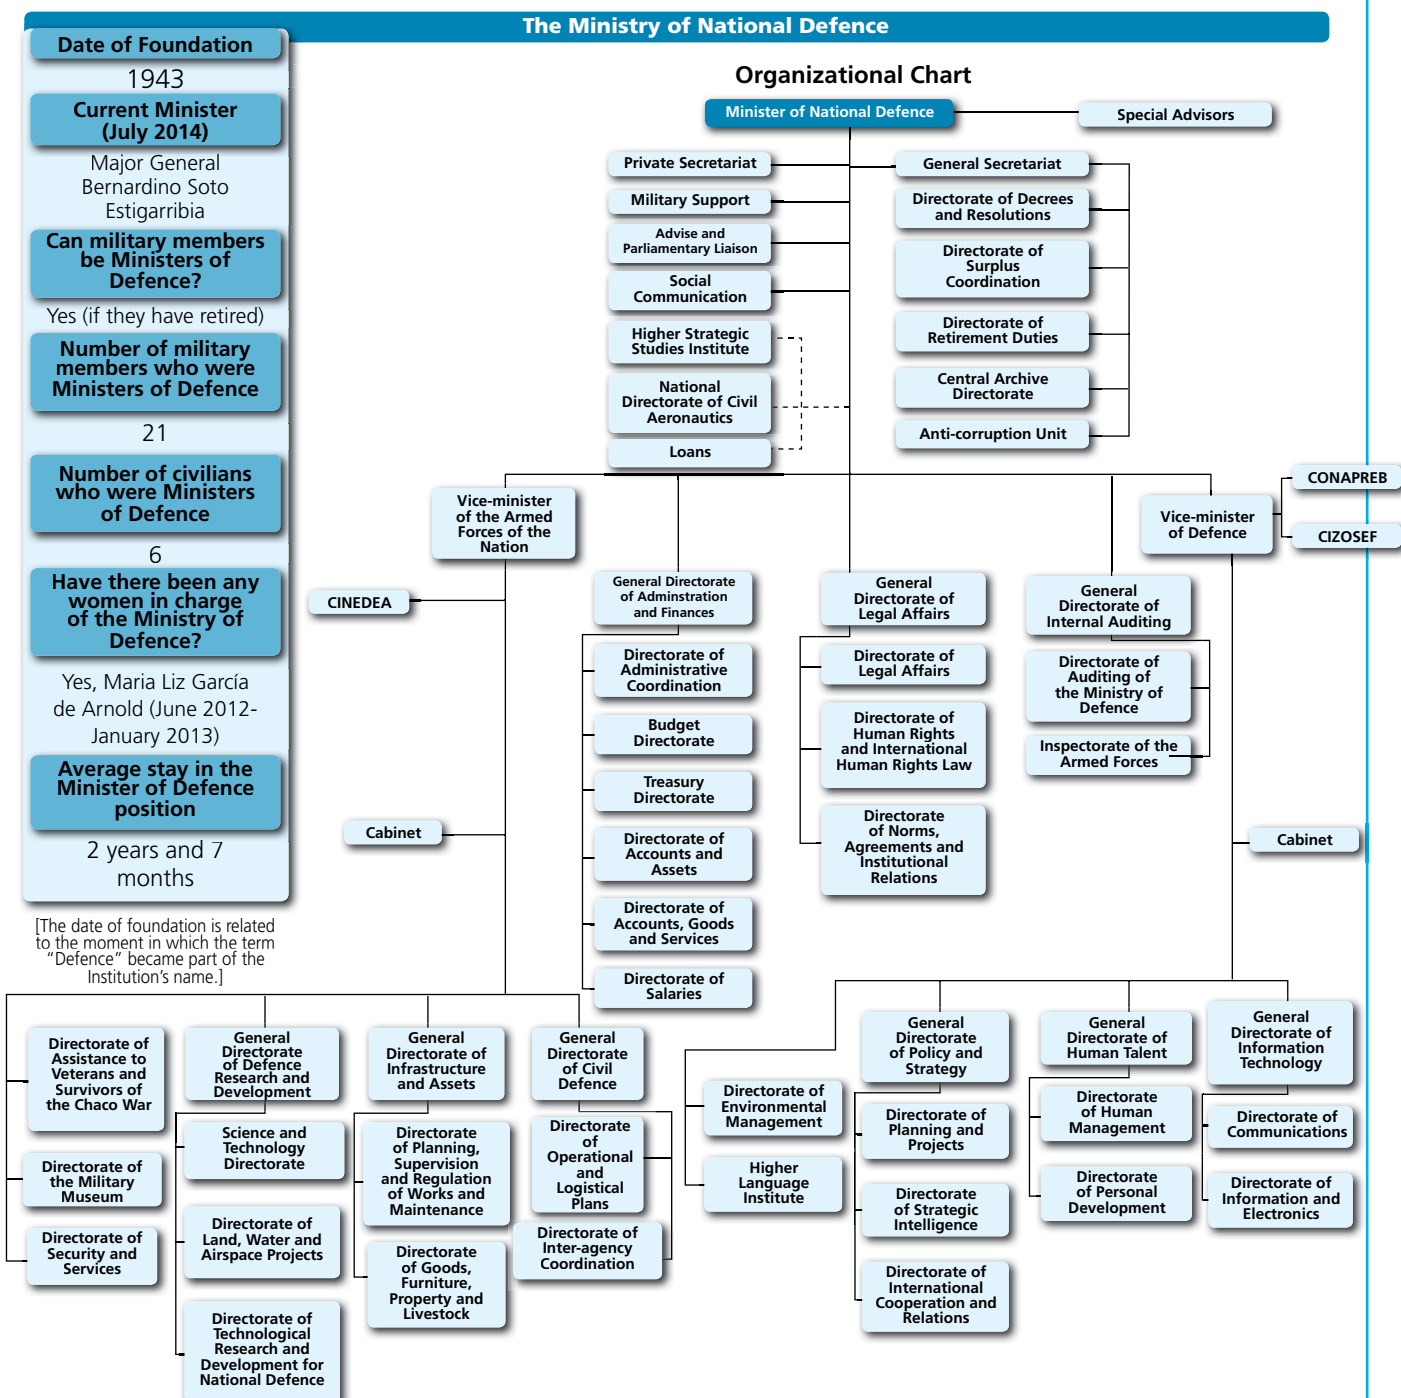 The Ministry of National Defence
Date of Foundation
1943
Current Minister
(July 2014)
Major General
Bernardino Soto
Estigarribia
Can military members
be Ministers of
Defence?
Yes (if they have retired)
Number of military
members who were
Ministers of Defence
21
Number of civilians
who were Ministers
of Defence
6
Have there been any
women in charge
of the Ministry of
Defence?
Yes, Maria Liz García
de Arnold (June 2012-
January 2013)
Average stay in the
Minister of Defence
position
2 years and 7
months
[The date of foundation is related
to the moment in which the term
“Defence” became part of the
Institution’s name.]
Organizational Chart
Minister of National Defence
Special Advisors
Private Secretariat
Military Support
Advise and
Parliamentary Liaison
Social
Communication
Higher Strategic
Studies Institute
National
Directorate of Civil
Aeronautics
Loans
General Secretariat
Directorate of Decrees
and Resolutions
Directorate of
Surplus
Coordination
Directorate of
Retirement Duties
Central Archive
Directorate
Anti-corruption Unit
Vice-minister
of the Armed
Forces of the
Nation
Vice-minister
of Defence
CONAPREB
CIZOSEF
CINEDEA
General Directorate
of Adminstration
and Finances
Directorate of
Administrative
Coordination
Budget
Directorate
Treasury
Directorate
Directorate of
Accounts and
Assets
Directorate of
Accounts, Goods
and Services
Directorate of
Salaries
General
Directorate of
Legal Affairs
Directorate of
Legal Affairs
Directorate of
Human Rights
and International
Human Rights Law
Directorate
of Norms,
Agreements and
Institutional
Relations
General
Directorate of
Internal Auditing
Directorate of
Auditing of
the Ministry of
Defence
Inspectorate of the
Armed Forces
Cabinet
Cabinet
Directorate of
Assistance to
Veterans and
Survivors of
the Chaco War
Directorate of
the Military
Museum
Directorate of
Security and
Services
General
Directorate
of Defence
Research and
Development
Science and
Technology
Directorate
Directorate of
Land, Water and
Airspace Projects
Directorate of
Technological
Research and
Development for
National Defence
General
Directorate of
Infrastructure
and Assets
Directorate
of Planning,
Supervision
and Regulation
of Works and
Maintenance
Directorate
of Goods,
Furniture,
Property and
Livestock
General
Directorate
of Civil
Defence
Directorate
of
Operational
and
Logistical
Plans
Directorate of
Inter-agency
Coordination
Directorate of
Environmental
Management
Higher
Language
Institute
General
Directorate
of Policy and
Strategy
Directorate of
Planning and
Projects
Directorate
of Strategic
Intelligence
Directorate of
International
Cooperation and
Relations
General
Directorate of
Human Talent
Directorate
of Human
Management
Directorate
of Personal
Development
General
Directorate of
Information
Technology
Directorate of
Communications
Directorate of
Information and
Electronics